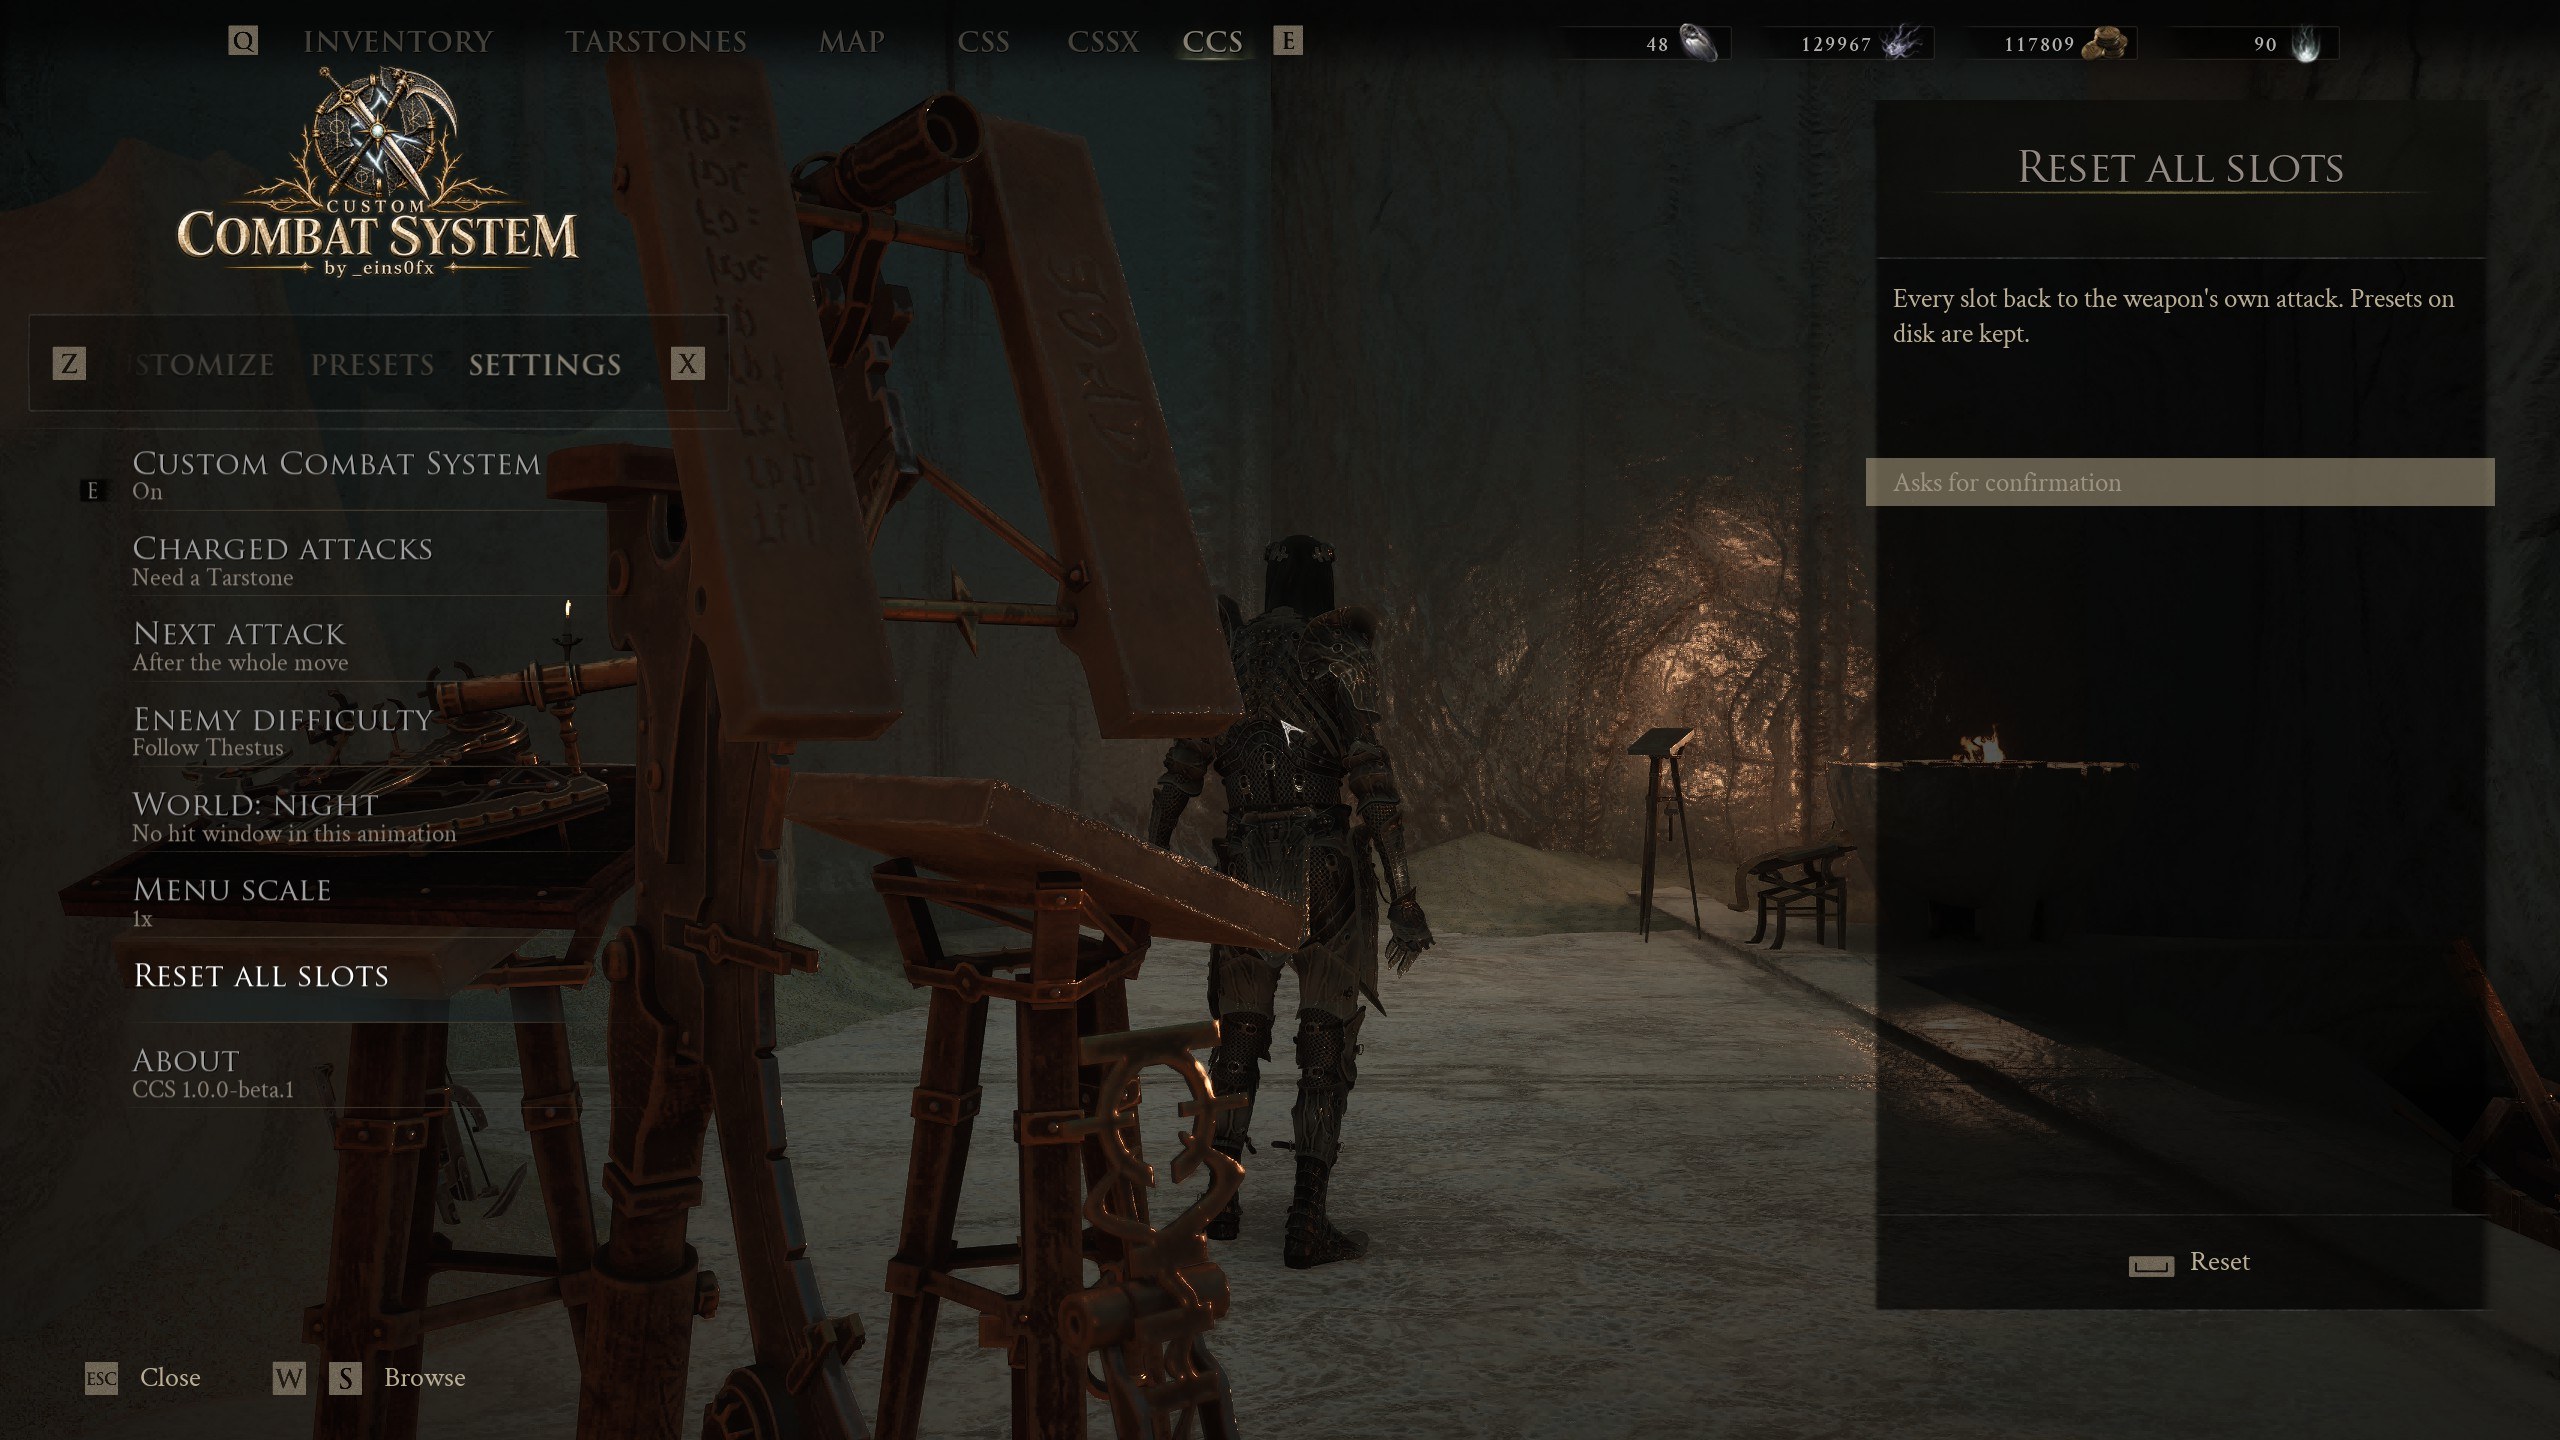 Q INVENTORY TARSTONES MAP CSS CSSX CCS E
48 129967 117809 90
CUSTOM
COMBAT SYSTEM
by _eins0fx
Z STOMIZE PRESETS SETTINGS X
CUSTOM COMBAT SYSTEM
E On
CHARGED ATTACKS
Need a Tarstone
NEXT ATTACK
After the whole move
ENEMY DIFFICULTY
Follow Thestus
WORLD: NIGHT
No hit window in this animation
MENU SCALE
1x
RESET ALL SLOTS
ABOUT
CCS 1.0.0-beta.1
ESC Close W S Browse
RESET ALL SLOTS
Every slot back to the weapon's own attack. Presets on
disk are kept.
Asks for confirmation
Reset